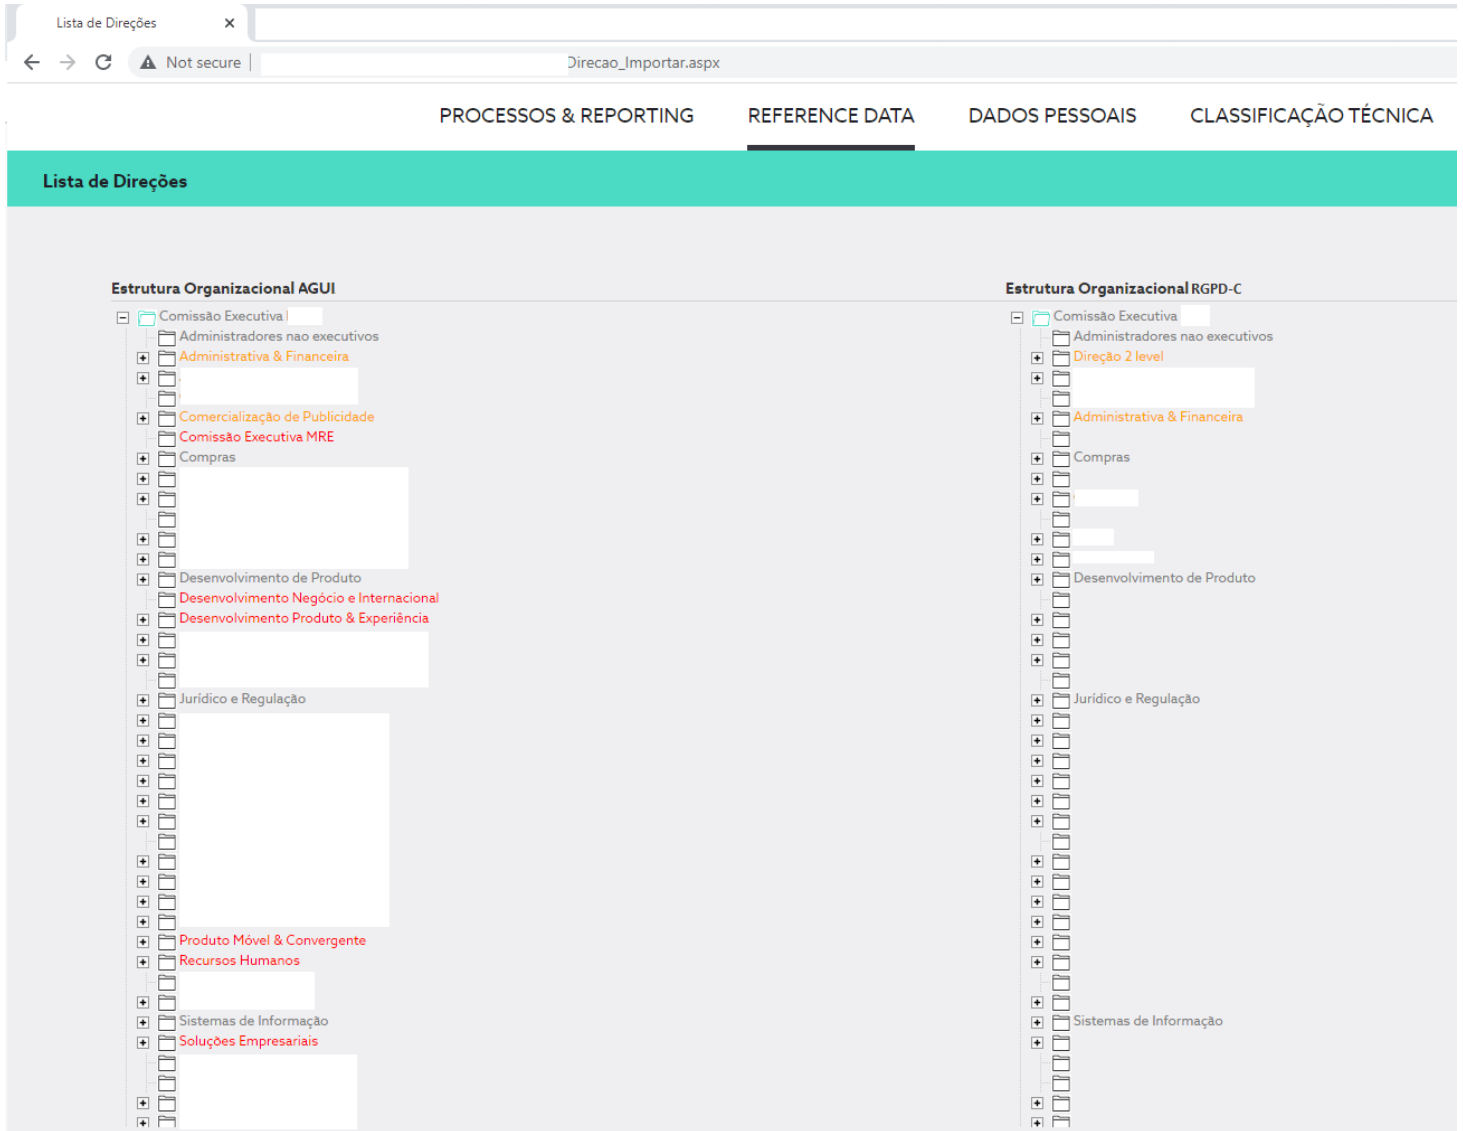 Lista de Direções
Not secure
Direcao_Importar.aspx
PROCESSOS & REPORTING
REFERENCE DATA
DADOS PESSOAIS
CLASSIFICAÇÃO TÉCNICA
Lista de Direções
Estrutura Organizacional AGUI
Comissão Executiva
Administradores nao executivos
Administrativa & Financeira
Comercialização de Publicidade
Comissão Executiva MRE
Compras
Desenvolvimento de Produto
Desenvolvimento Negócio e Internacional
Desenvolvimento Produto & Experiência
Jurídico e Regulação
Produto Móvel & Convergente
Recursos Humanos
Sistemas de Informação
Soluções Empresariais
Estrutura Organizacional RGPD-C
Comissão Executiva
Administradores nao executivos
Direção 2 level
Administrativa & Financeira
Compras
Desenvolvimento de Produto
Jurídico e Regulação
Sistemas de Informação